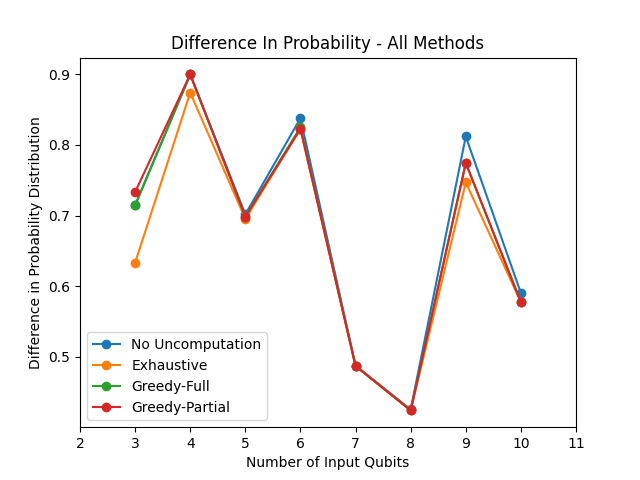 Difference In Probability - All Methods
Difference in Probability Distribution
0.9
0.8
0.7
0.6
0.5
No Uncomputation
Exhaustive
Greedy-Full
Greedy-Partial
2 3 4 5 6 7 8 9 10 11
Number of Input Qubits